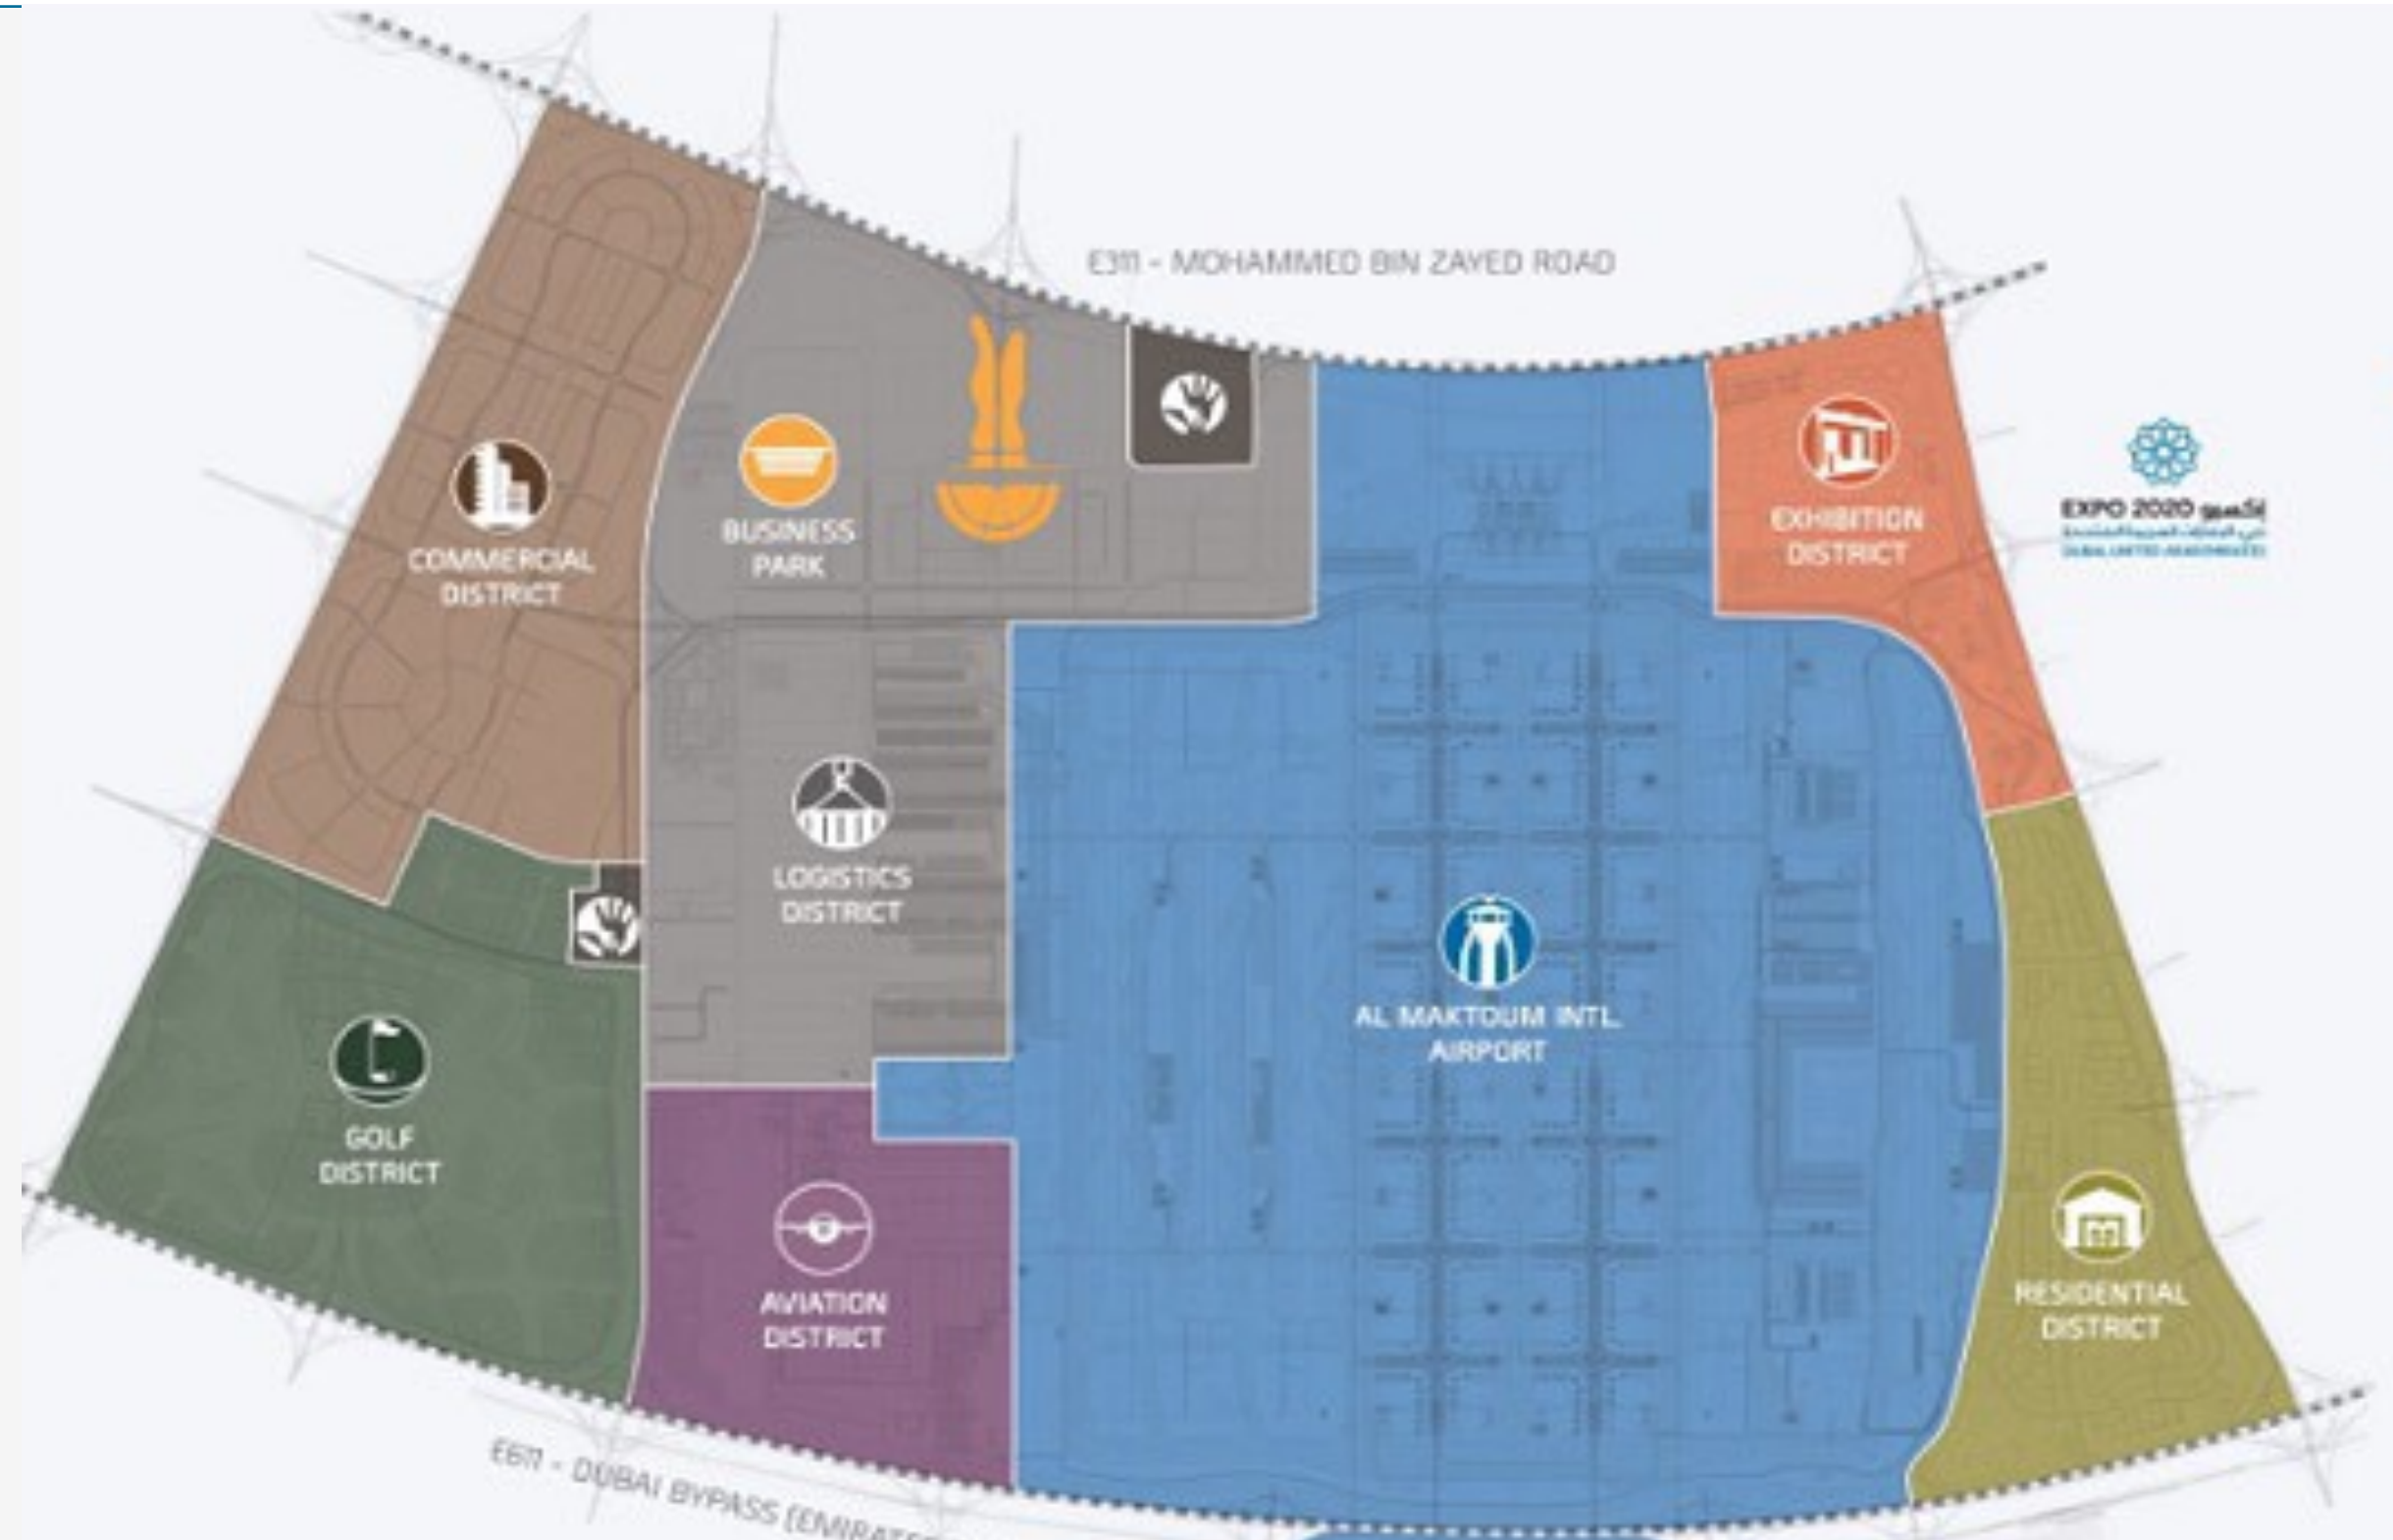 E311 - MOHAMMED BIN ZAYED ROAD
COMMERCIAL
DISTRICT
BUSINESS
PARK
EXHIBITION
DISTRICT
EXPO 2020 إكسبو
LOGISTICS
DISTRICT
AL MAKTOUM INTL.
AIRPORT
GOLF
DISTRICT
AVIATION
DISTRICT
RESIDENTIAL
DISTRICT
E611 - DUBAI BYPASS